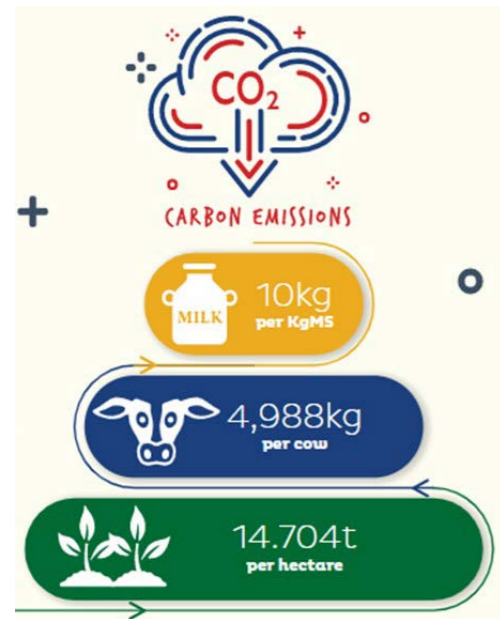 CO₂
CARBON EMISSIONS
MILK
10kg
per KgMS
4,988kg
per cow
14.704t
per hectare